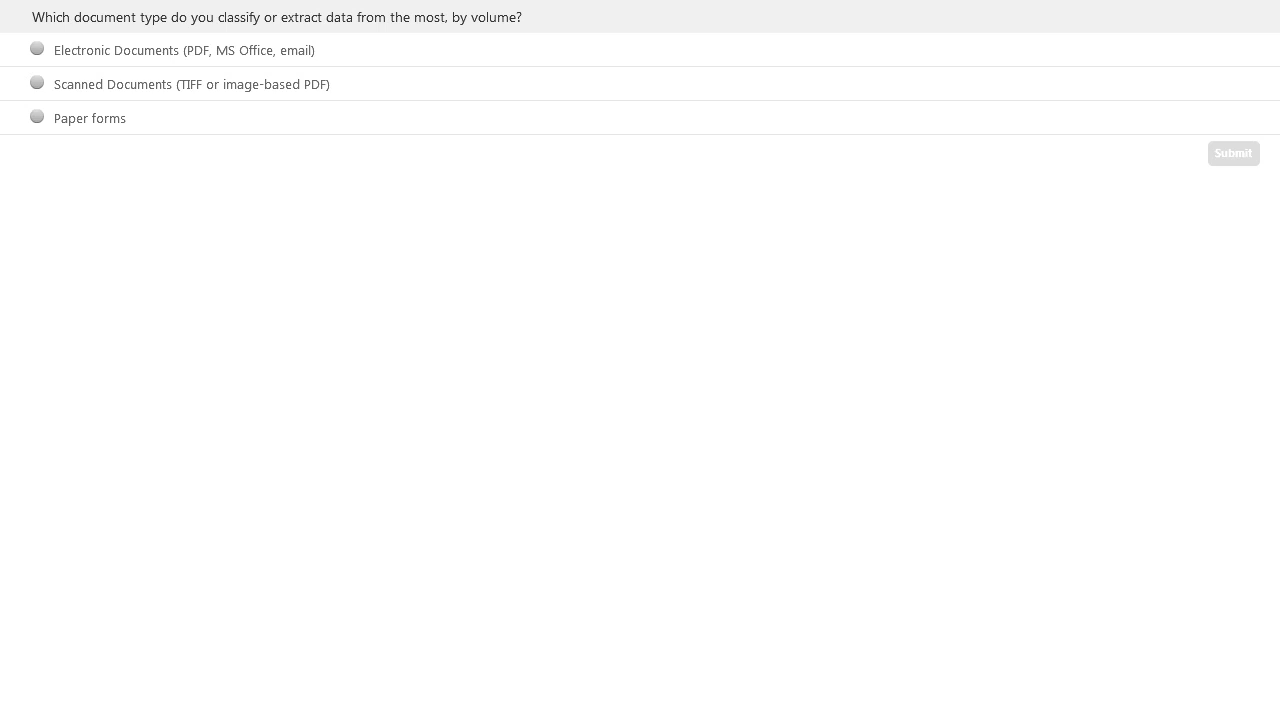 Which document type do you classify or extract data from the most, by volume?
Electronic Documents (PDF, MS Office, email)
Scanned Documents (TIFF or image-based PDF)
Paper forms
Submit